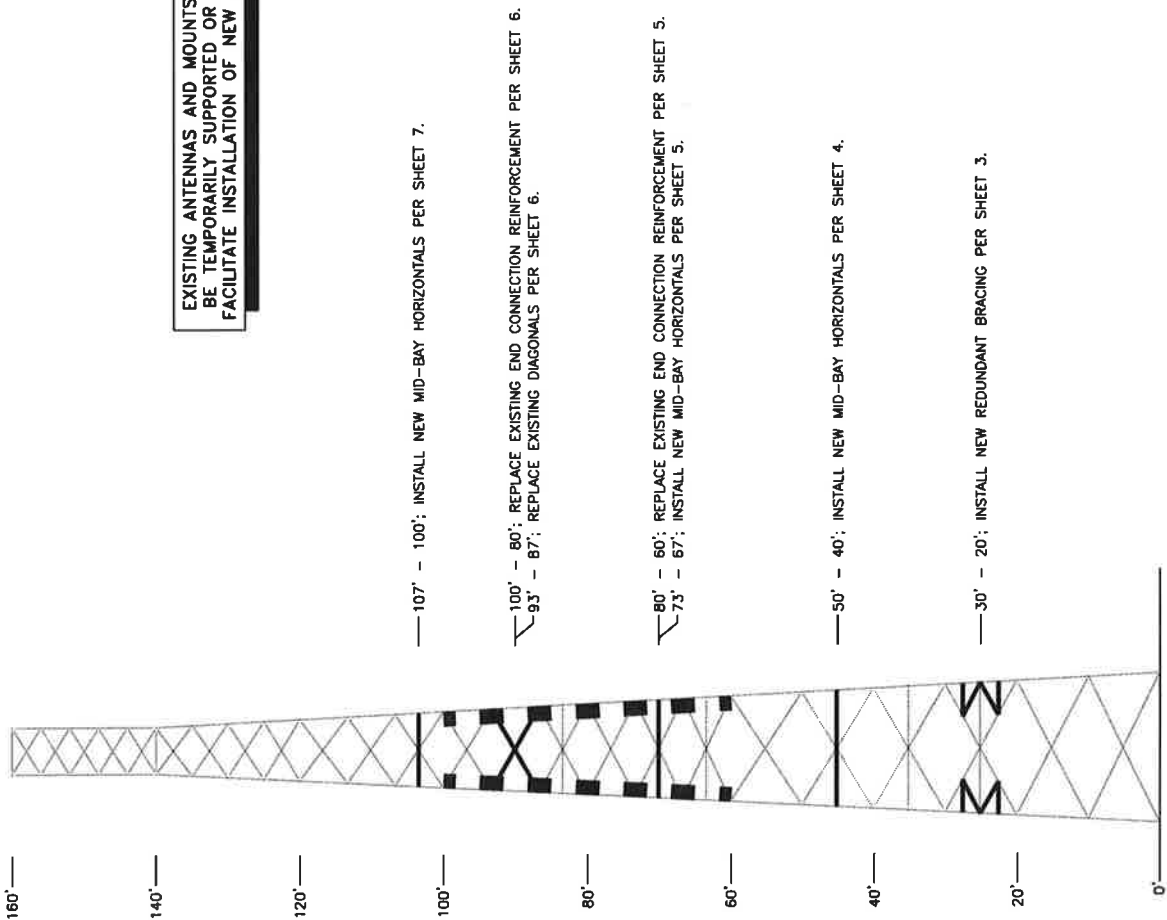 EXISTING ANTENNAS AND MOUNTS
BE TEMPORARILY SUPPORTED OR
FACILITATE INSTALLATION OF NEW
107' - 100'; INSTALL NEW MID-BAY HORIZONTALS PER SHEET 7.
100' - 80'; REPLACE EXISTING END CONNECTION REINFORCEMENT PER SHEET 6.
93' - 87'; REPLACE EXISTING DIAGONALS PER SHEET 6.
80' - 60'; REPLACE EXISTING END CONNECTION REINFORCEMENT PER SHEET 5.
73' - 67'; INSTALL NEW MID-BAY HORIZONTALS PER SHEET 5.
50' - 40'; INSTALL NEW MID-BAY HORIZONTALS PER SHEET 4.
30' - 20'; INSTALL NEW REDUNDANT BRACING PER SHEET 3.
160'
140'
120'
100'
80'
60'
40'
20'
0'